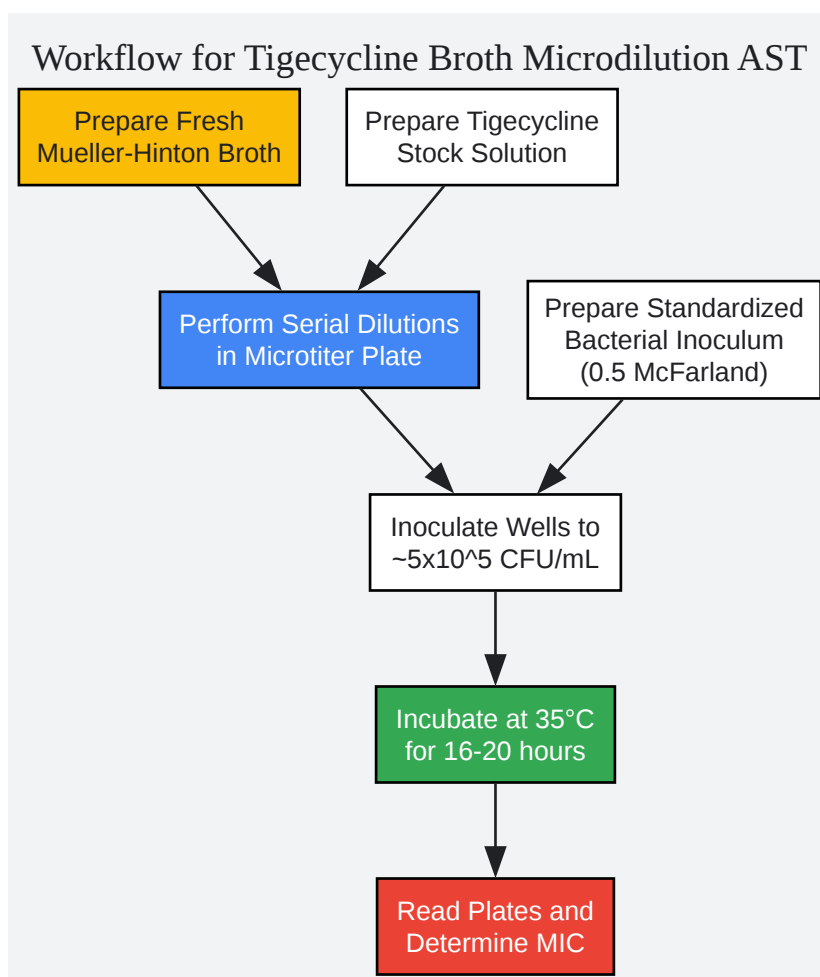 Workflow for Tigecycline Broth Microdilution AST
Prepare Fresh
Mueller-Hinton Broth
Prepare Tigecycline
Stock Solution
Perform Serial Dilutions
in Microtiter Plate
Prepare Standardized
Bacterial Inoculum
(0.5 McFarland)
Inoculate Wells to
~5x10^5 CFU/mL
Incubate at 35°C
for 16-20 hours
Read Plates and
Determine MIC